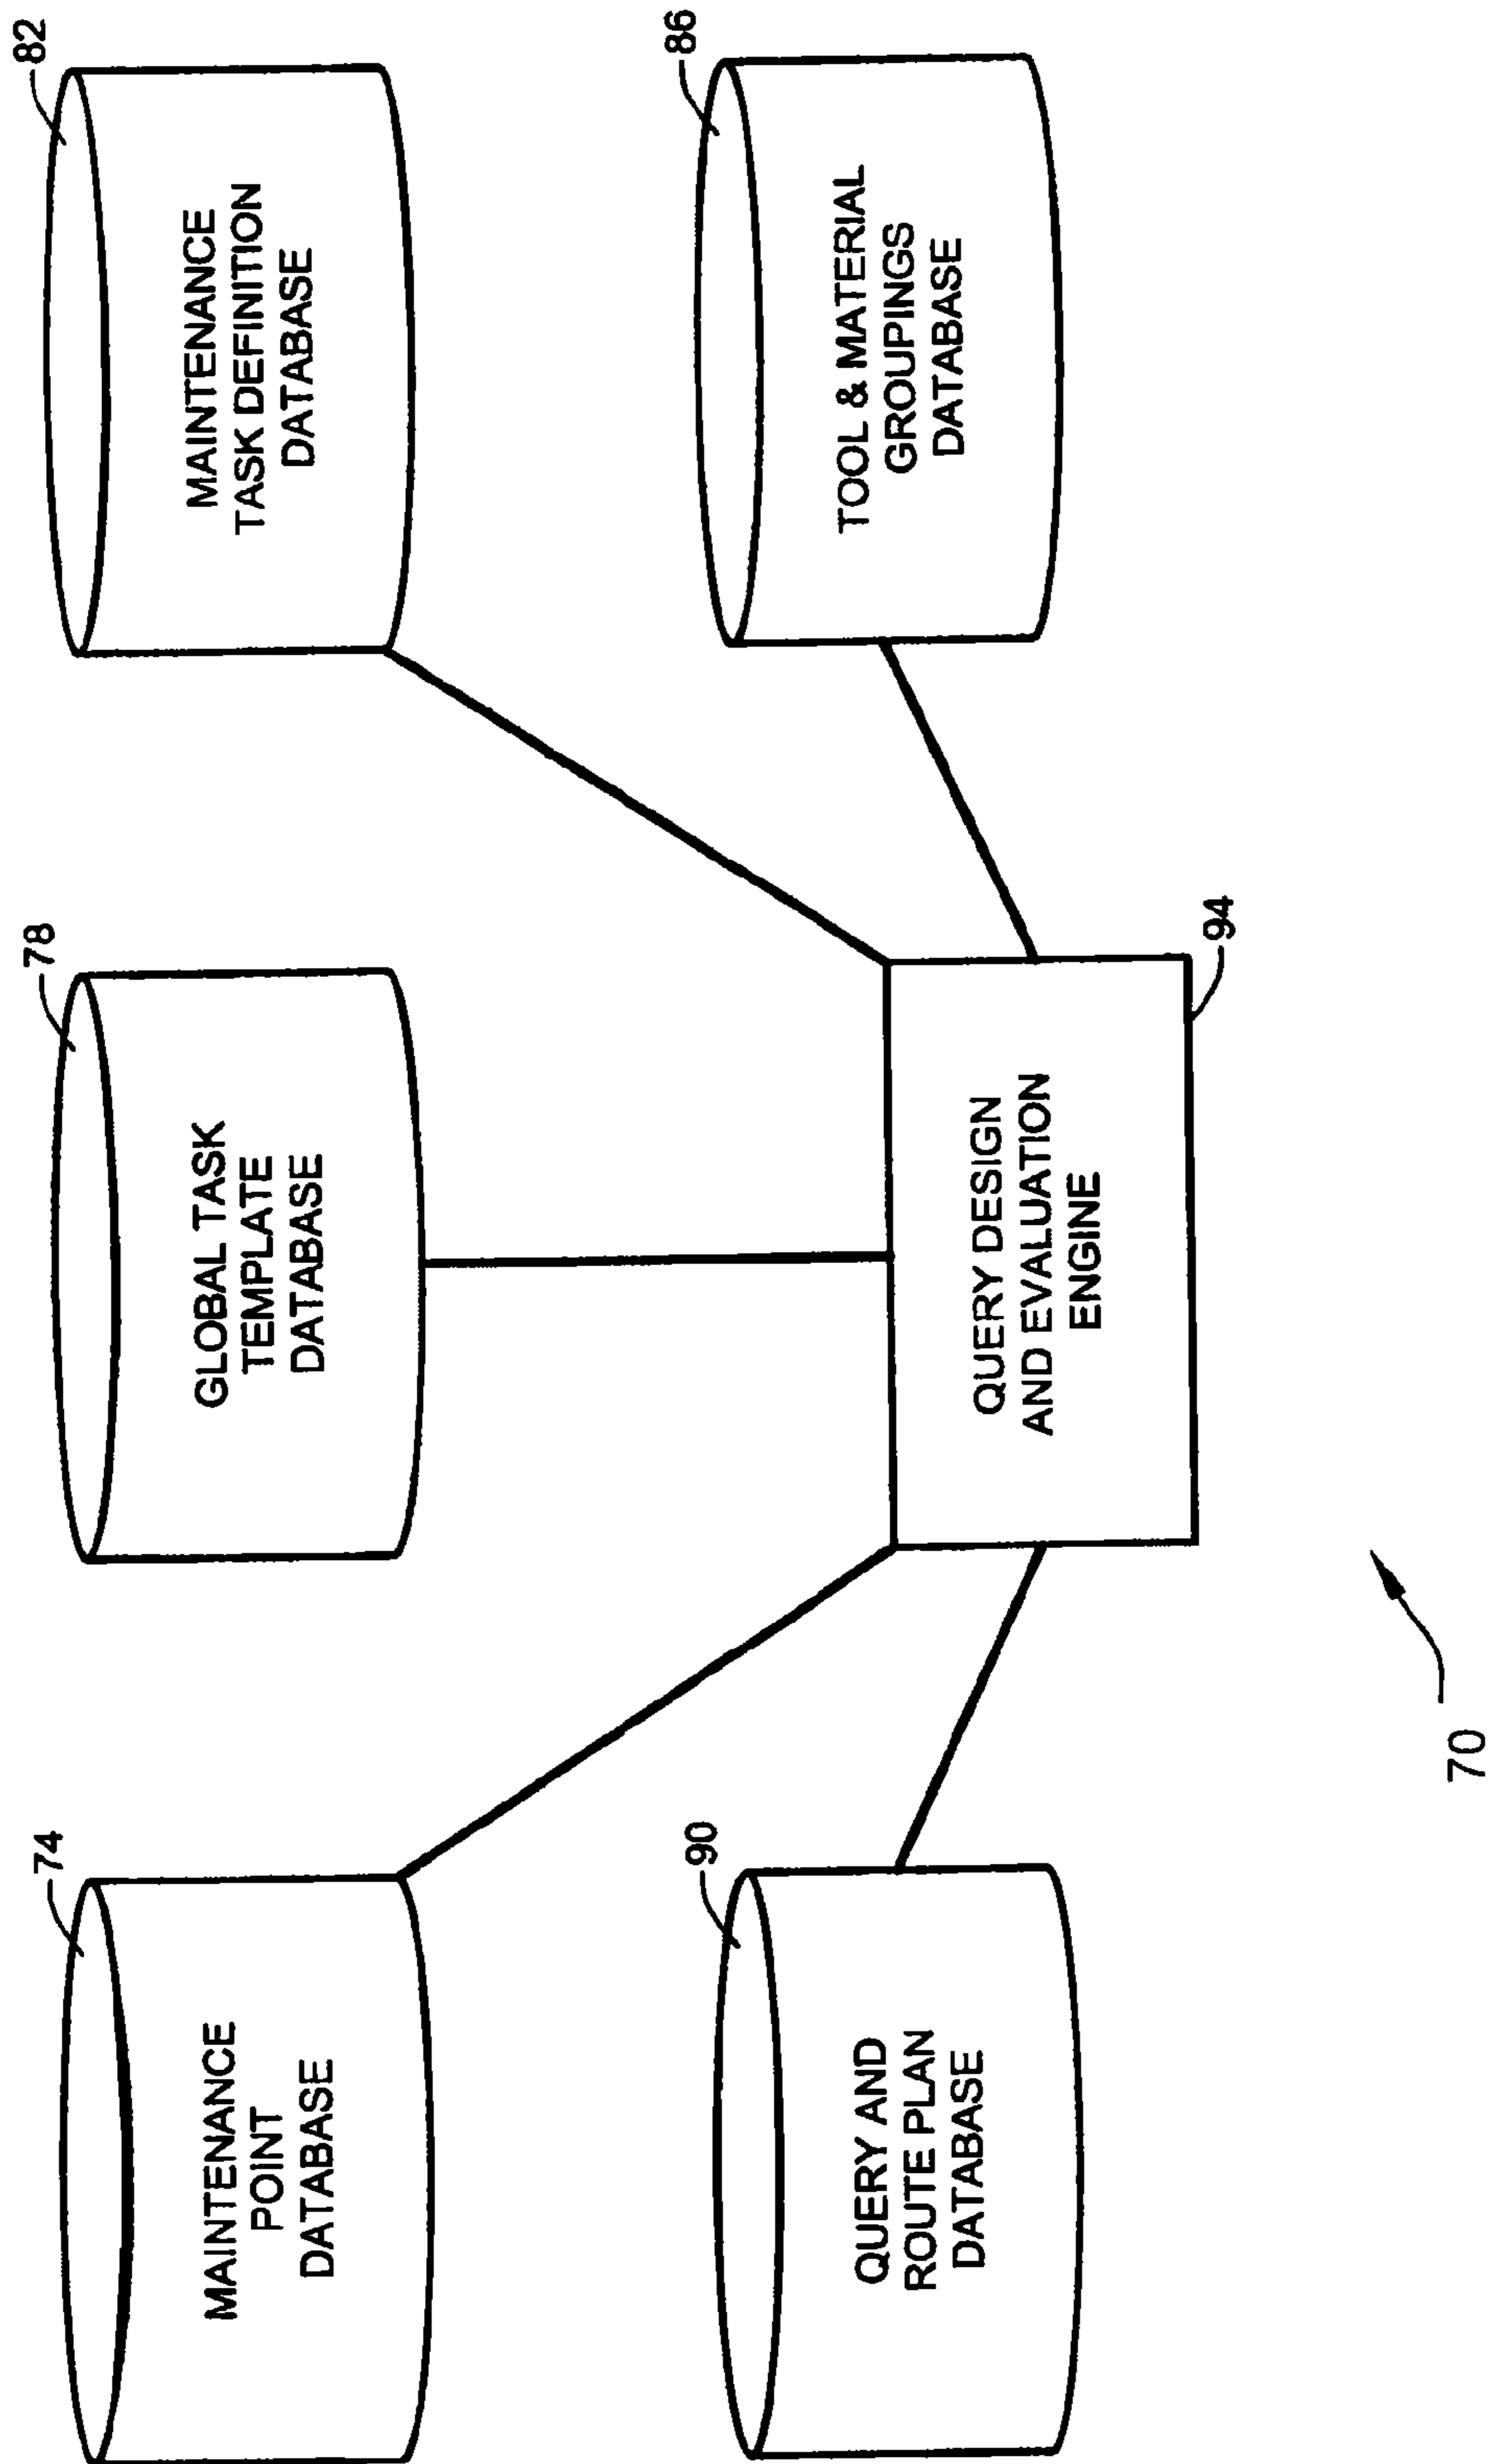 74
MAINTENANCE
POINT
DATABASE
78
GLOBAL TASK
TEMPLATE
DATABASE
82
MAINTENANCE
TASK DEFINITION
DATABASE
90
QUERY AND
ROUTE PLAN
DATABASE
QUERY DESIGN
AND EVALUATION
ENGINE
94
86
TOOL & MATERIAL
GROUPINGS
DATABASE
70